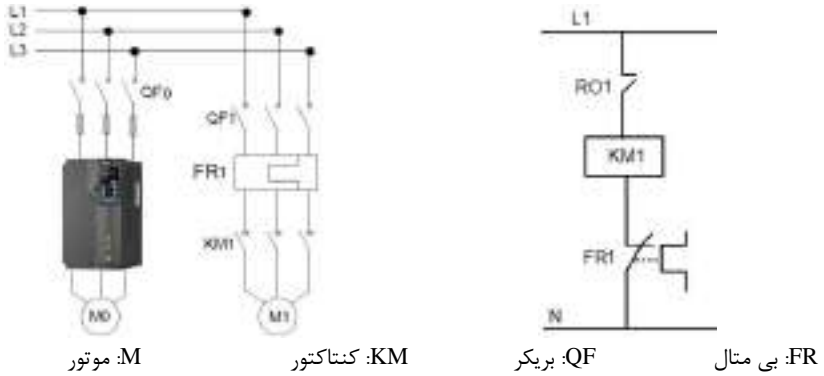 L1
L2
L3
QF0
QF1
FR1
KM1
M0
M1
L1
RO1
KM1
FR1
N
FR: بی متال
QF: بریکر
KM: کنتاکتور
M: موتور